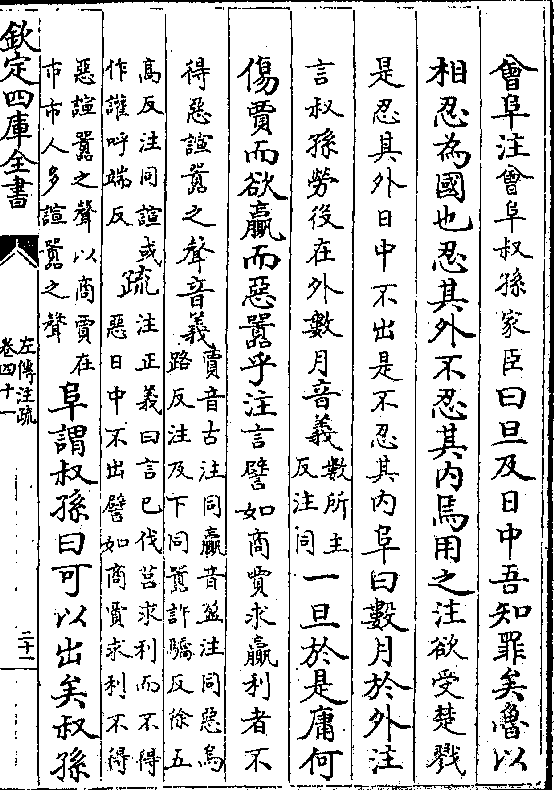 會阜注會阜叔孫家臣曰旦及日中吾知罪矣魯以
相忍為國也忍其外不忍其内焉用之注欲受楚戮
是忍其外日中不出是不忍其内阜曰數月於外注
言叔孫勞役在外數月音義數所主
反注同一旦於是庸何
傷賈而欲贏而惡嚻乎注言譬如商賈求贏利者不
得惡諠嚻之聲音義賈音古注同贏音盈注同惡烏
路反注及下同嚻許驕反徐五
高反注同諠或
作讙呼端反疏注正義曰言已伐莒求利而不得
惡日中不出譬如商賈求利不得
惡諠嚻之聲以商賈在
市市人多諠嚻之聲阜謂叔孫曰可以出矣叔孫
欽定四庫全書
左傳注疏
卷四十一
二十一